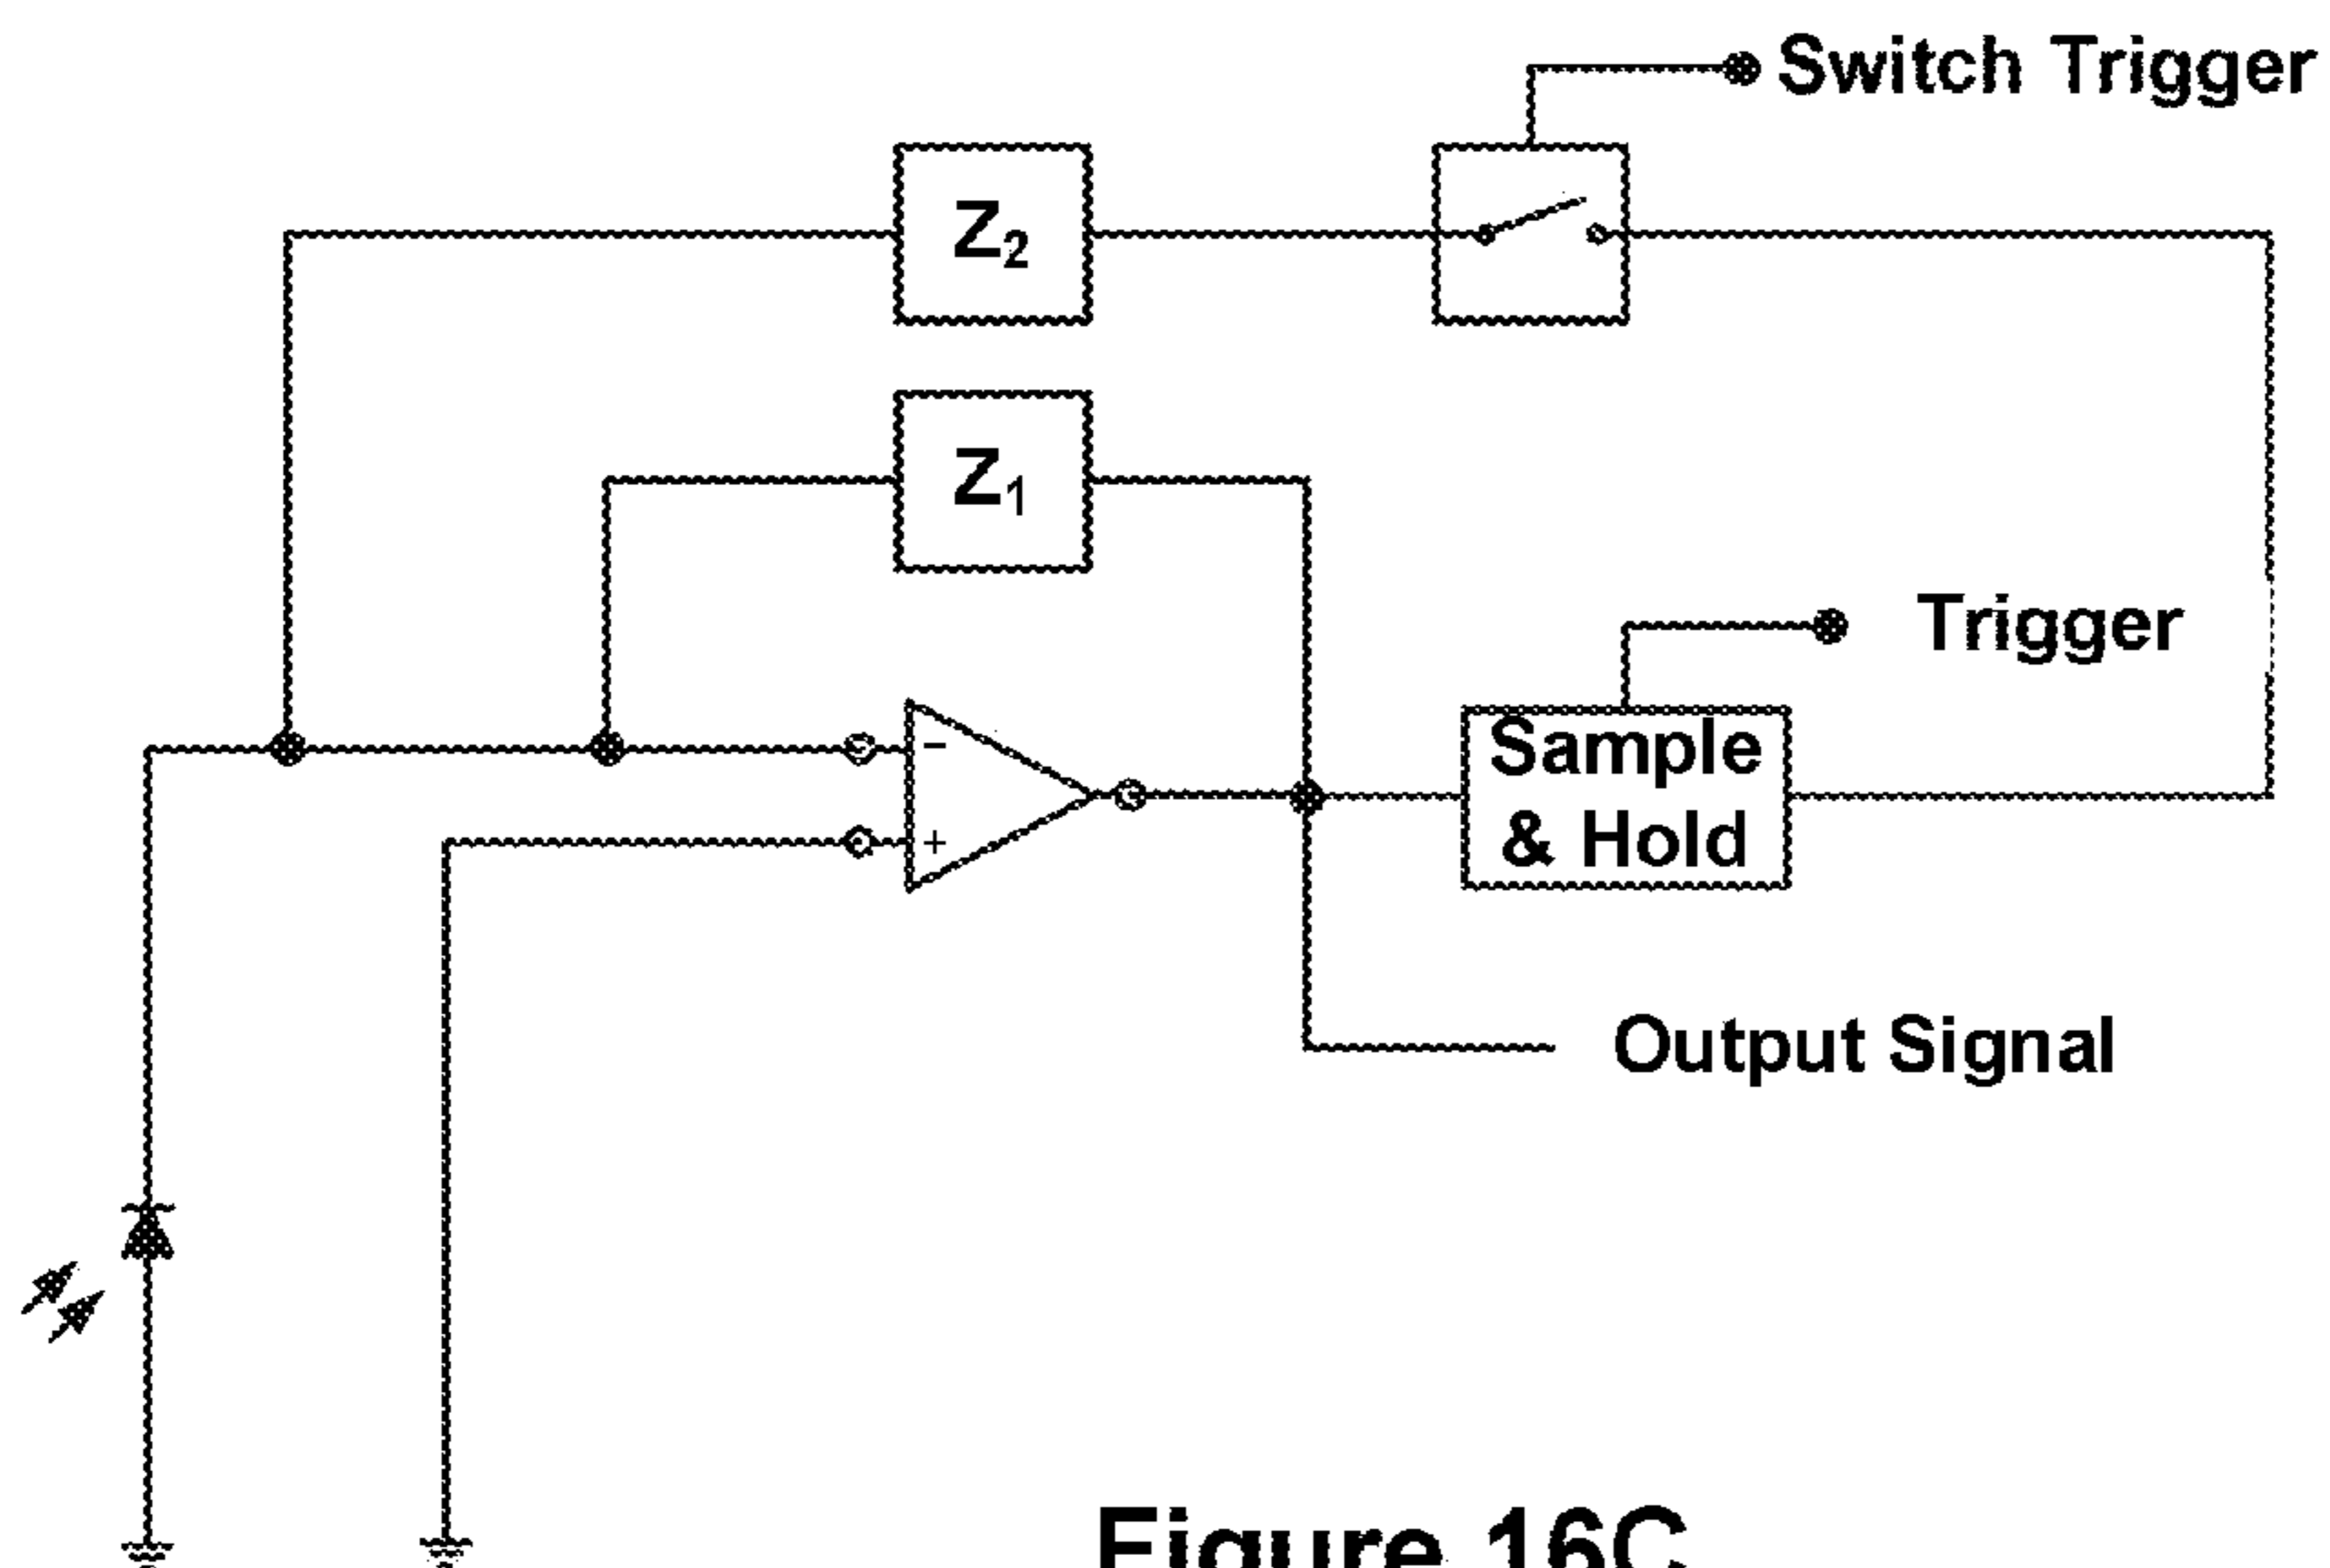 Switch Trigger
Z₂
Z₁
Trigger
Sample
& Hold
−
+
Output Signal
Figure 16C